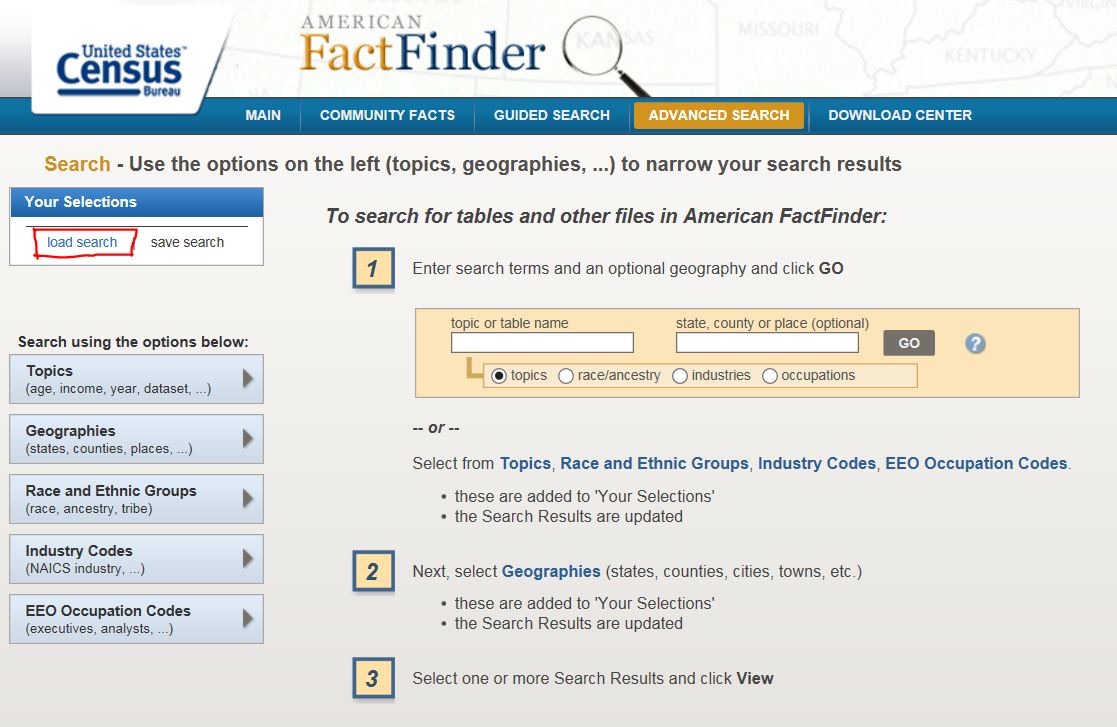 United States™
Census
Bureau
AMERICAN
FactFinder
KANSAS
MISSOURI
KENTUCKY
MAIN
COMMUNITY FACTS
GUIDED SEARCH
ADVANCED SEARCH
DOWNLOAD CENTER
Search - Use the options on the left (topics, geographies, ...) to narrow your search results
Your Selections
load search save search
Search using the options below:
Topics
(age, income, year, dataset, ...)
Geographies
(states, counties, places, ...)
Race and Ethnic Groups
(race, ancestry, tribe)
Industry Codes
(NAICS industry, ...)
EEO Occupation Codes
(executives, analysts, ...)
To search for tables and other files in American FactFinder:
1 Enter search terms and an optional geography and click GO
topic or table name state, county or place (optional)
GO ?
topics race/ancestry industries occupations
-- or --
Select from Topics, Race and Ethnic Groups, Industry Codes, EEO Occupation Codes.
• these are added to 'Your Selections'
• the Search Results are updated
2 Next, select Geographies (states, counties, cities, towns, etc.)
• these are added to 'Your Selections'
• the Search Results are updated
3 Select one or more Search Results and click View